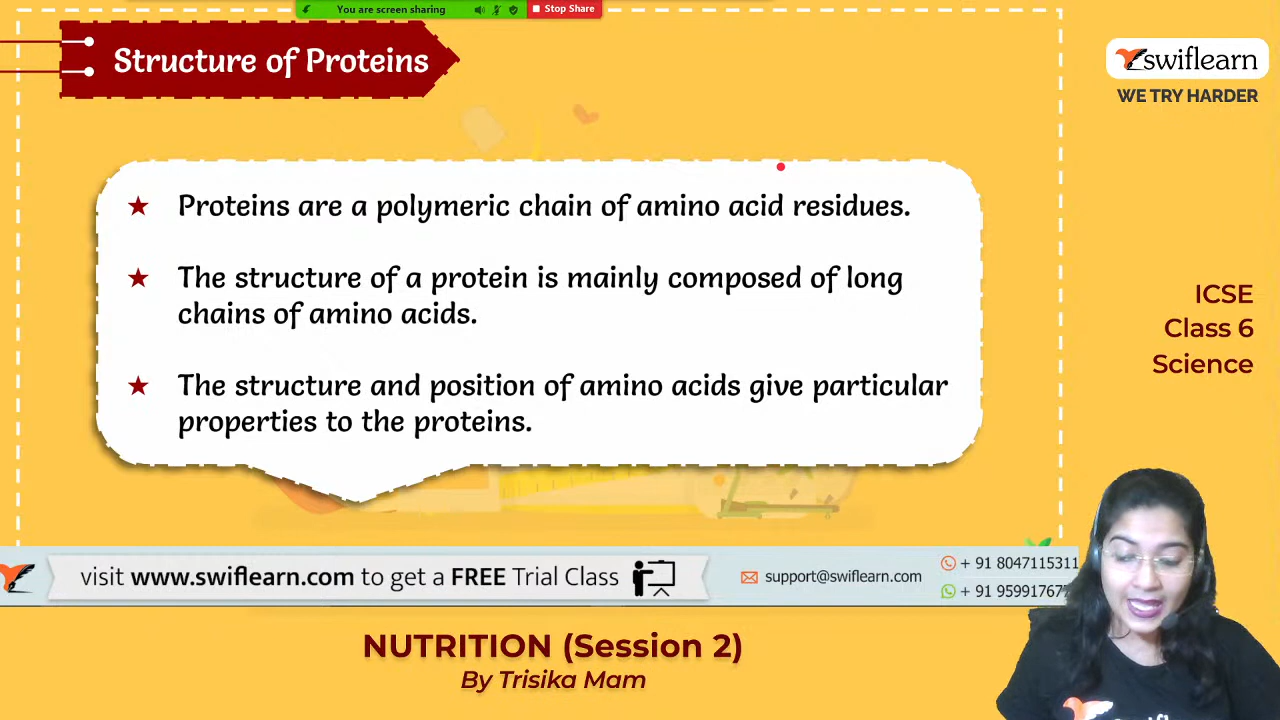 You are screen sharing
Stop Share
Structure of Proteins
swiflearn
WE TRY HARDER
★ Proteins are a polymeric chain of amino acid residues.
★ The structure of a protein is mainly composed of long
chains of amino acids.
★ The structure and position of amino acids give particular
properties to the proteins.
ICSE
Class 6
Science
visit www.swiflearn.com to get a FREE Trial Class
support@swiflearn.com
+ 91 8047115311
+ 91 9599176
NUTRITION (Session 2)
By Trisika Mam